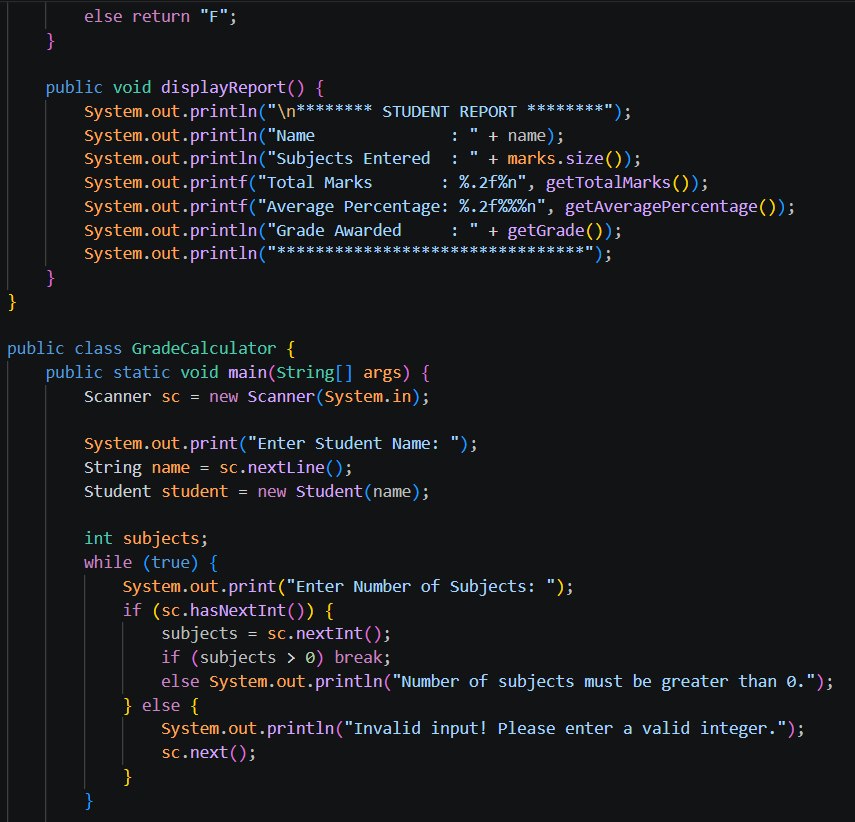 else return "F";
    }

    public void displayReport() {
        System.out.println("\n******** STUDENT REPORT ********");
        System.out.println("Name              : " + name);
        System.out.println("Subjects Entered  : " + marks.size());
        System.out.printf("Total Marks       : %.2f%n", getTotalMarks());
        System.out.printf("Average Percentage: %.2f%%%n", getAveragePercentage());
        System.out.println("Grade Awarded     : " + getGrade());
        System.out.println("********************************");
    }
}

public class GradeCalculator {
    public static void main(String[] args) {
        Scanner sc = new Scanner(System.in);

        System.out.print("Enter Student Name: ");
        String name = sc.nextLine();
        Student student = new Student(name);

        int subjects;
        while (true) {
            System.out.print("Enter Number of Subjects: ");
            if (sc.hasNextInt()) {
                subjects = sc.nextInt();
                if (subjects > 0) break;
                else System.out.println("Number of subjects must be greater than 0.");
            } else {
                System.out.println("Invalid input! Please enter a valid integer.");
                sc.next();
            }
        }